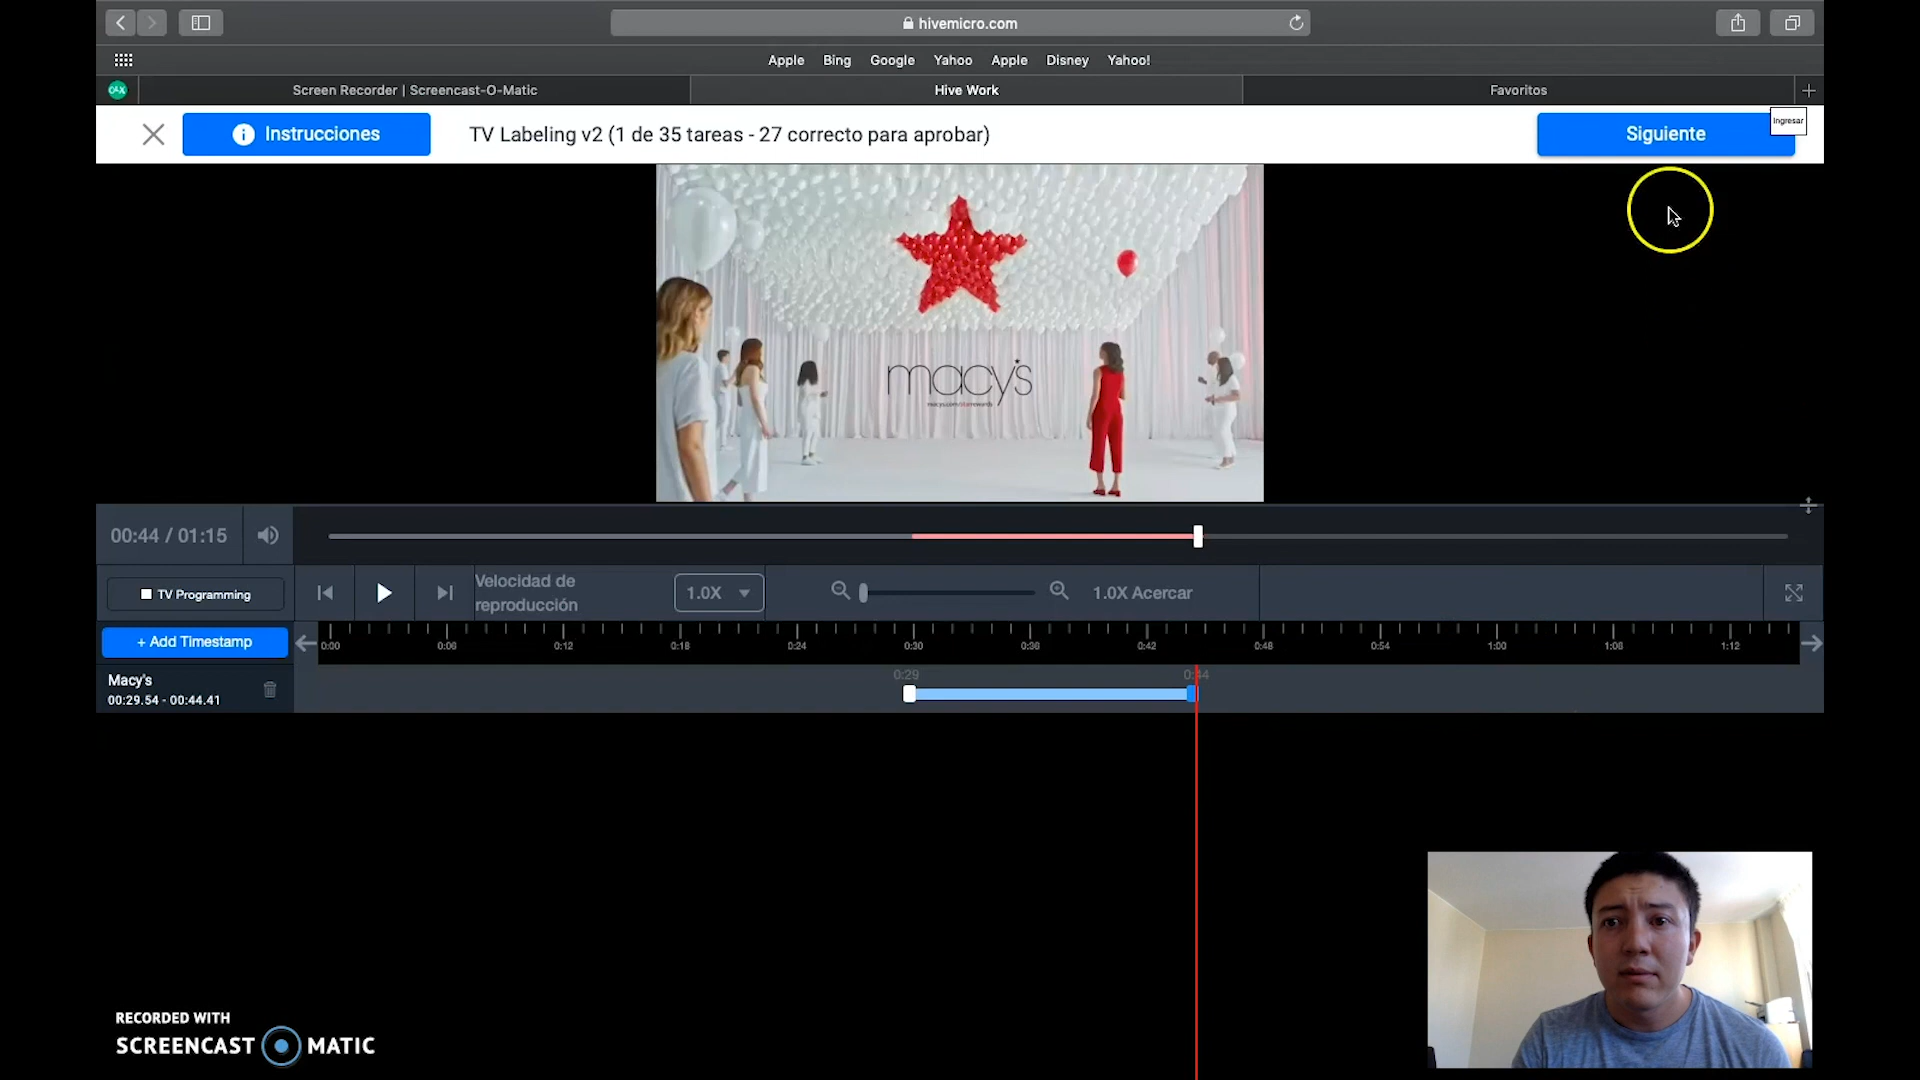 hivemicro.com
Apple Bing Google Yahoo Apple Disney Yahoo!
OLX Screen Recorder | Screencast-O-Matic Hive Work Favoritos
Instrucciones TV Labeling v2 (1 de 35 tareas - 27 correcto para aprobar) Siguiente
Ingresar
macy's
00:44 / 01:15
TV Programming Velocidad de reproducción 1.0X 1.0X Acercar
+ Add Timestamp 0:00 0:06 0:12 0:18 0:24 0:30 0:36 0:42 0:48 0:54 1:00 1:06 1:12
Macy's 0:29
00:29.54 - 00:44.41
RECORDED WITH
SCREENCAST MATIC